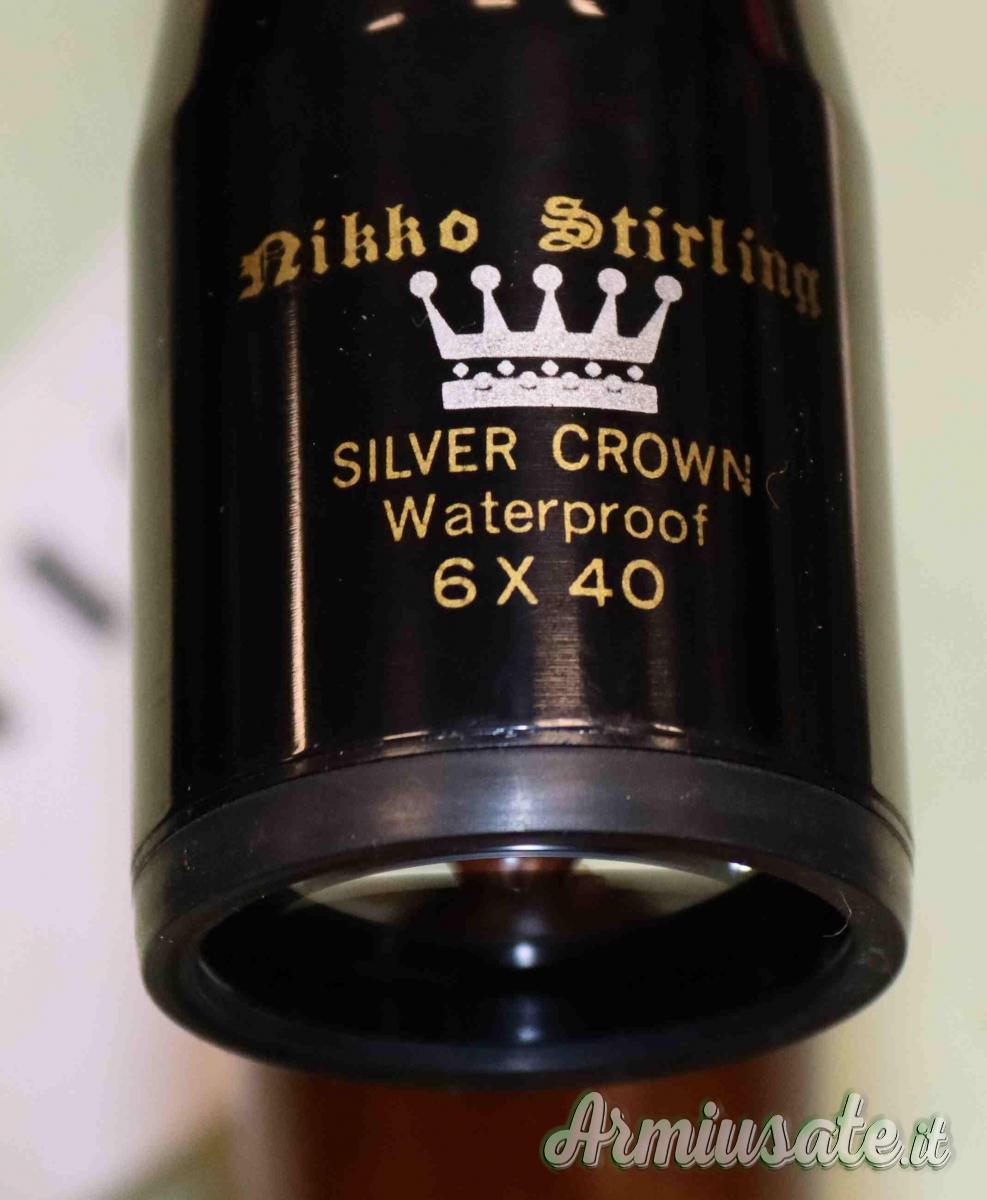 Nikko Stirling
SILVER CROWN
Waterproof
6 X 40
Armiusate.it